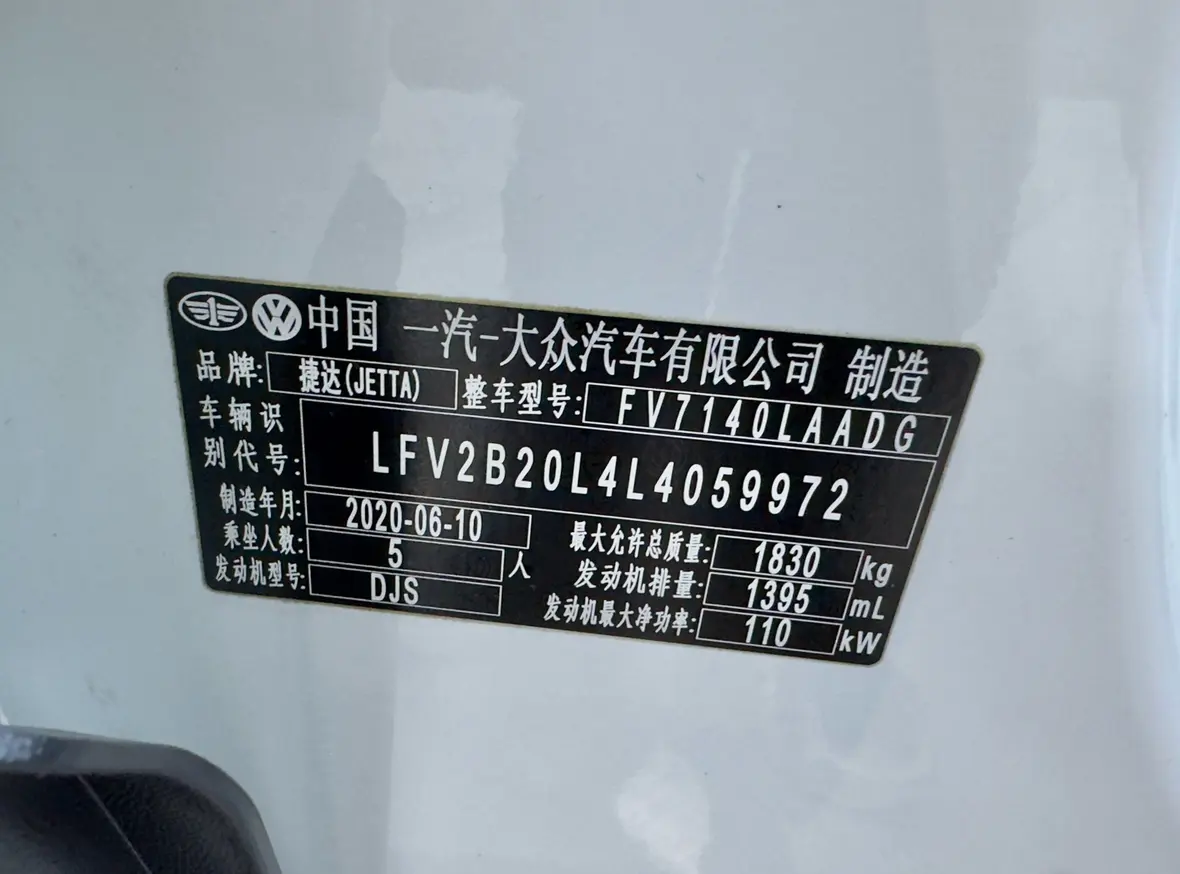 中国 一汽-大众汽车有限公司 制造
品牌: 捷达(JETTA) 整车型号: FV7140LAADG
车辆识别代号: LFV2B20L4L4059972
制造年月: 2020-06-10
乘坐人数: 5 人
发动机型号: DJS
最大允许总质量: 1830 kg
发动机排量: 1395 mL
发动机最大净功率: 110 kW